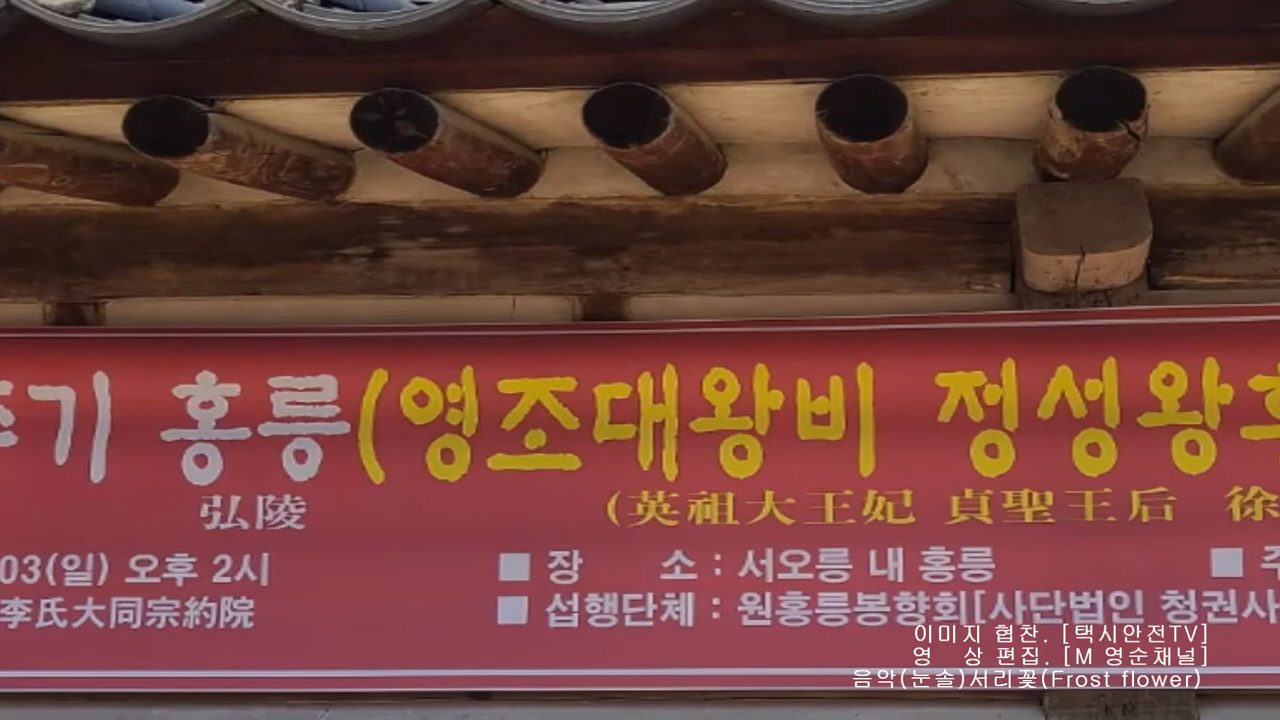 기 홍릉(영조대왕비 정성왕후
弘陵 (英祖大王妃 貞聖王后 徐
03(일) 오후 2시 ■ 장 소 : 서오릉 내 홍릉 ■
李氏大同宗約院 ■ 섭행단체 : 원홍릉봉향회[사단법인 청권사
이미지 협찬. [택시안전TV]
영 상 편집. [M 영순채널]
음악(눈솔)서리꽃(Frost flower)